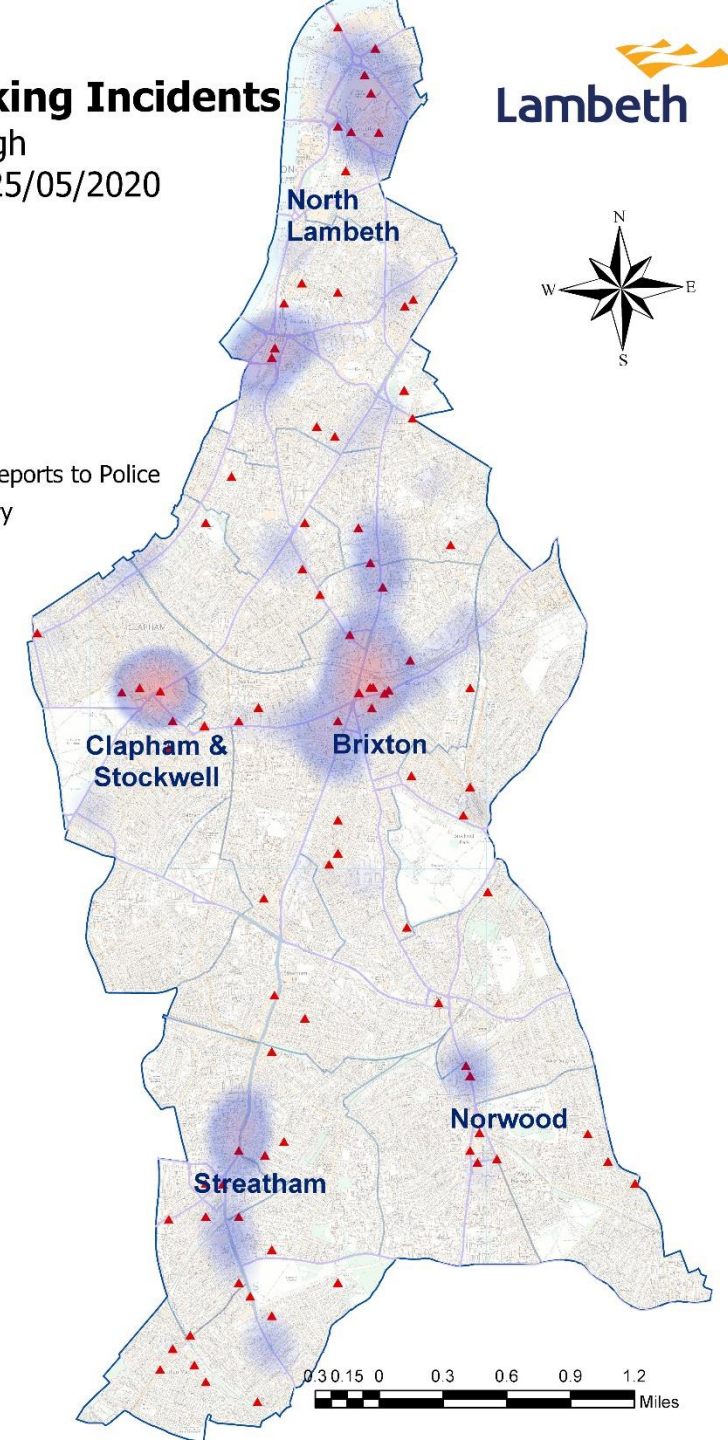 king Incidents
gh
25/05/2020
Lambeth
North
Lambeth
N
W
E
S
eports to Police
y
CLAPHAM
Clapham &
Stockwell
Brixton
Norwood
Streatham
0.3 0.15 0 0.3 0.6 0.9 1.2
Miles